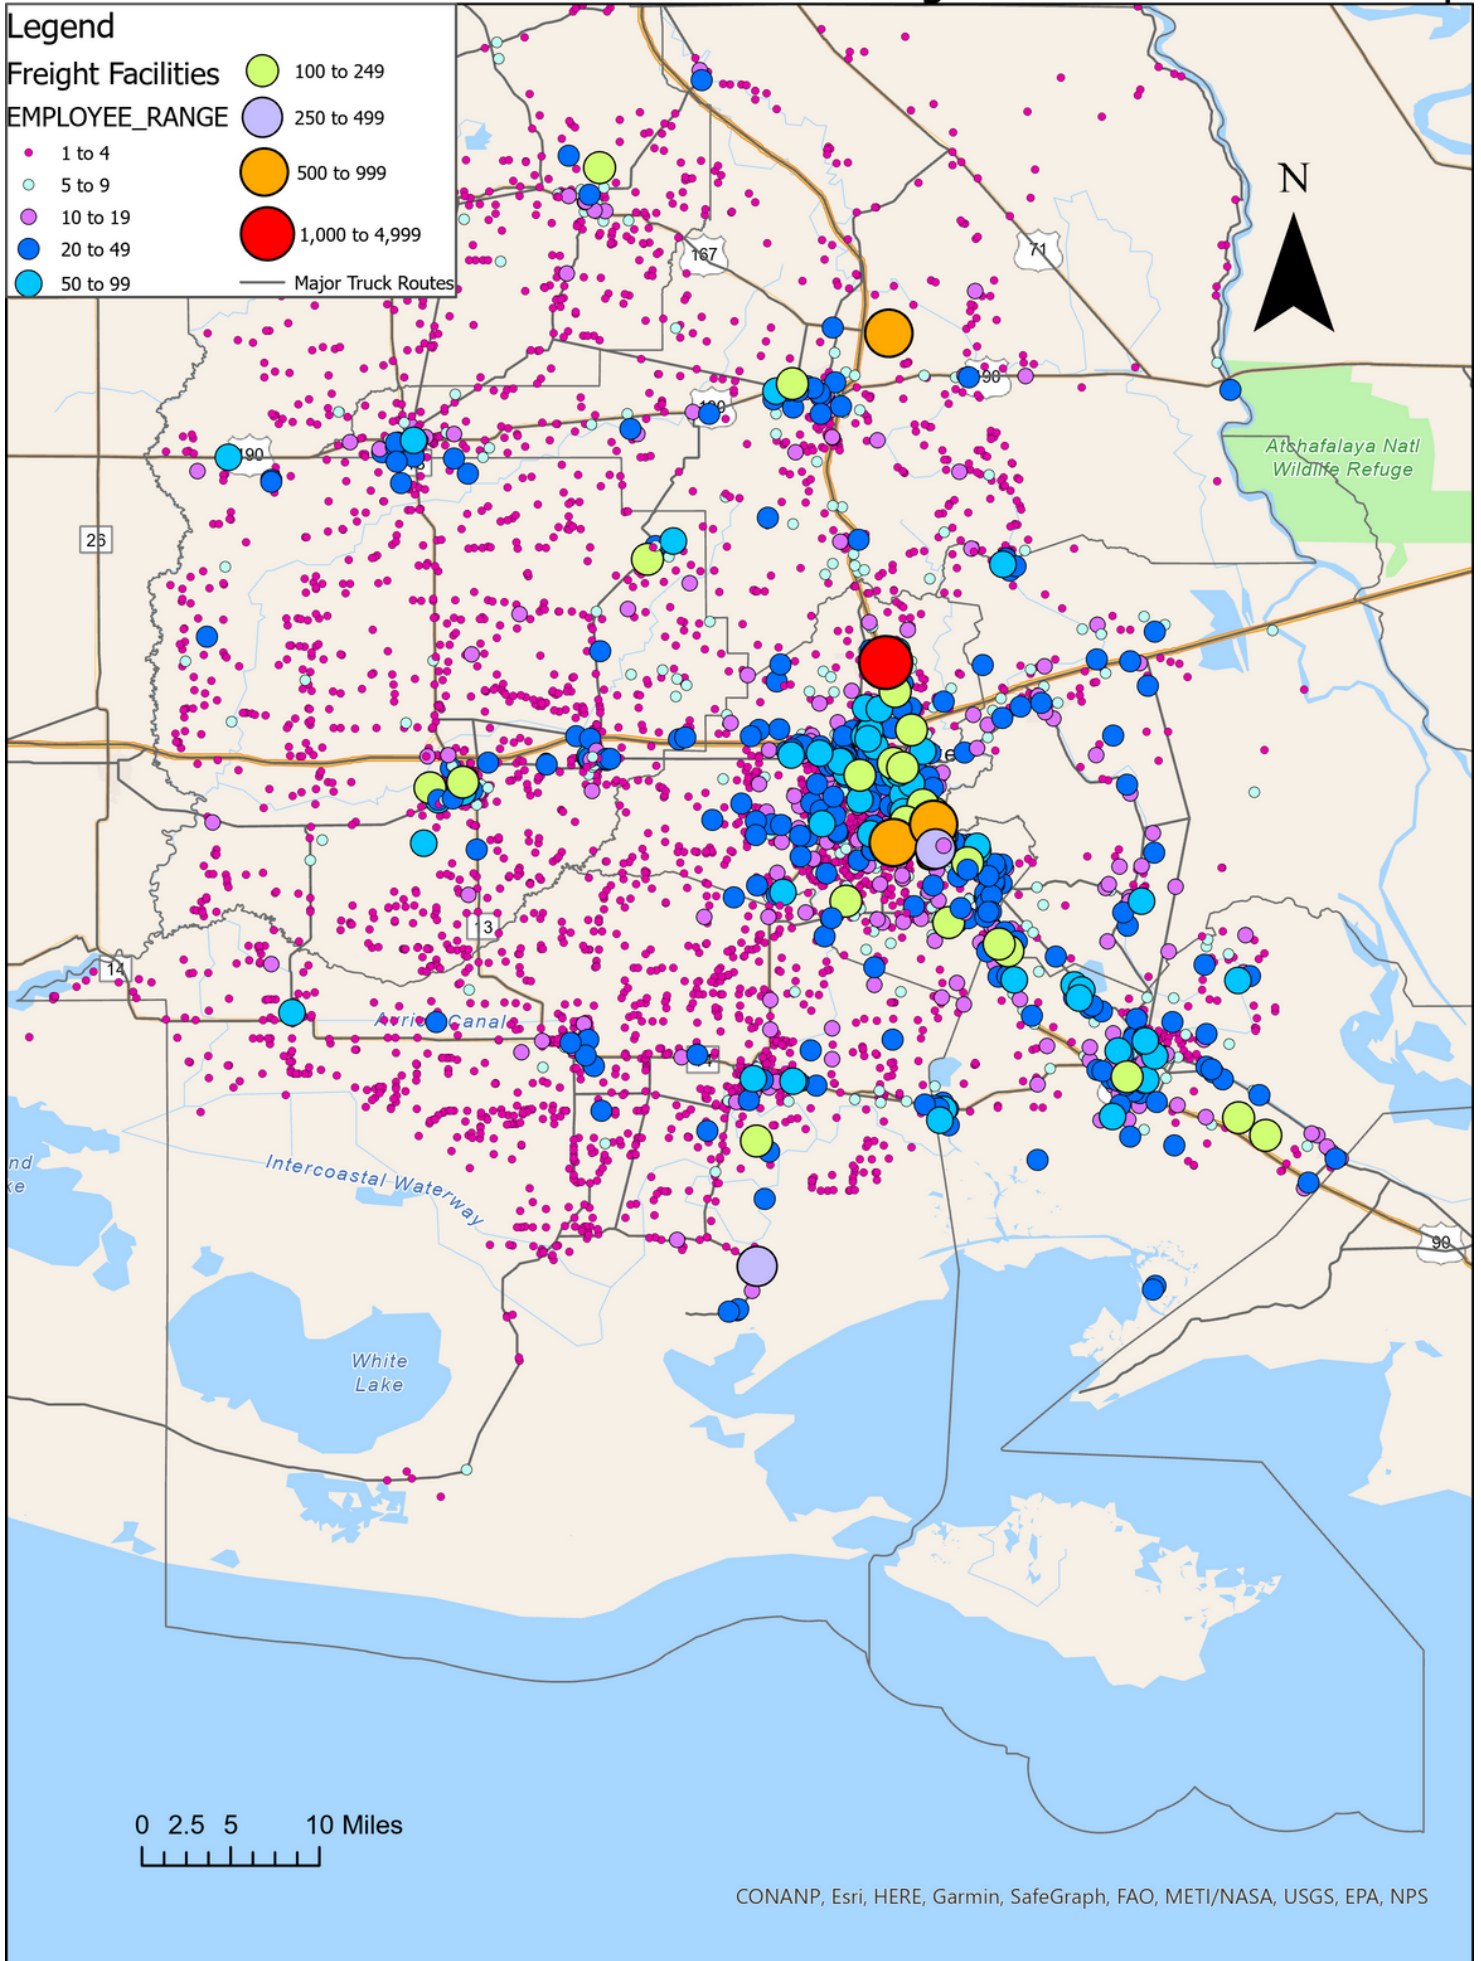 Legend
Freight Facilities
EMPLOYEE_RANGE
1 to 4
5 to 9
10 to 19
20 to 49
50 to 99
100 to 249
250 to 499
500 to 999
1,000 to 4,999
Major Truck Routes
N
167
71
190
190
Atchafalaya Natl
Wildlife Refuge
26
13
14
Canal
Intercoastal Waterway
90
White
Lake
0 2.5 5 10 Miles
CONANP, Esri, HERE, Garmin, SafeGraph, FAO, METI/NASA, USGS, EPA, NPS